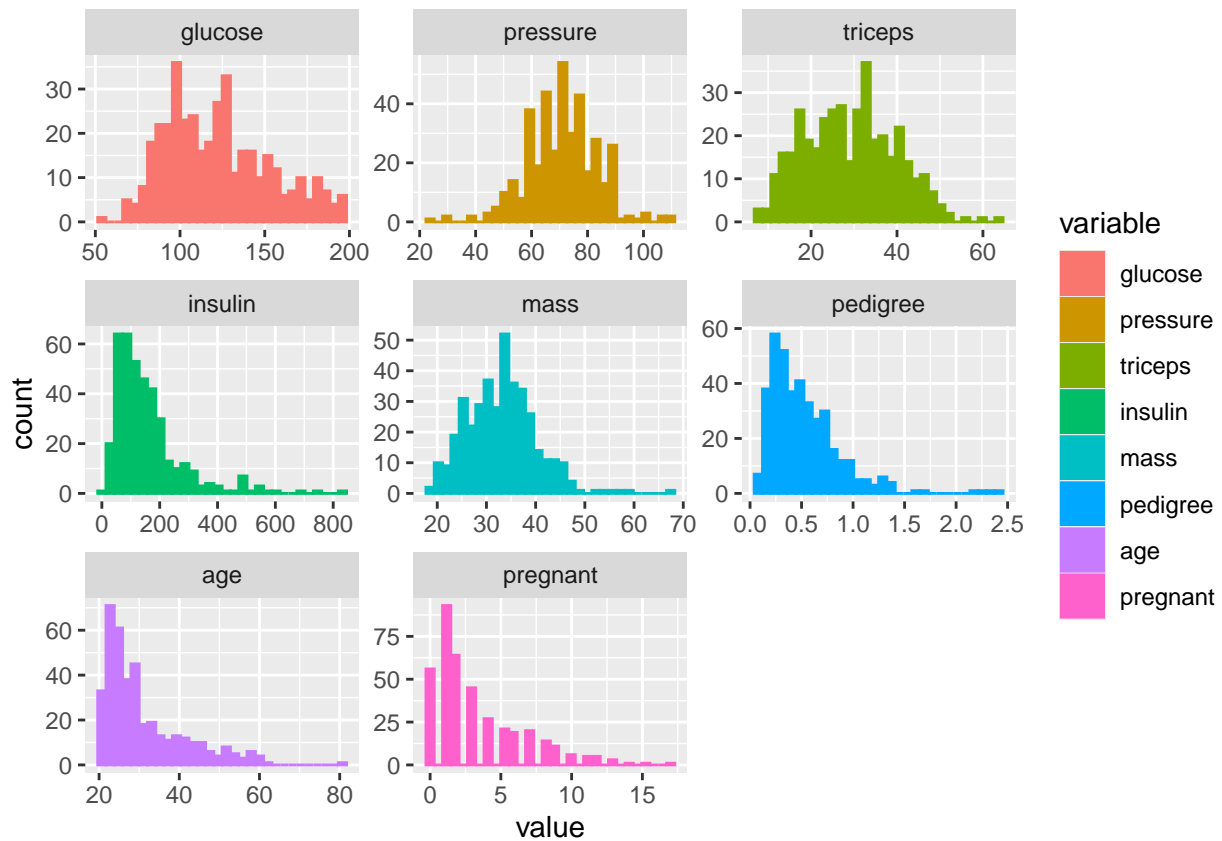 glucose
pressure
triceps
30
20
10
0
50 100 150 200
40
20
0
20 40 60 80 100
30
20
10
0
20 40 60
insulin
mass
pedigree
60
40
20
0
0 200 400 600 800
50
40
30
20
10
0
20 30 40 50 60 70
60
40
20
0
0.0 0.5 1.0 1.5 2.0 2.5
age
pregnant
60
40
20
0
20 40 60 80
75
50
25
0
0 5 10 15
count
value
variable
glucose
pressure
triceps
insulin
mass
pedigree
age
pregnant